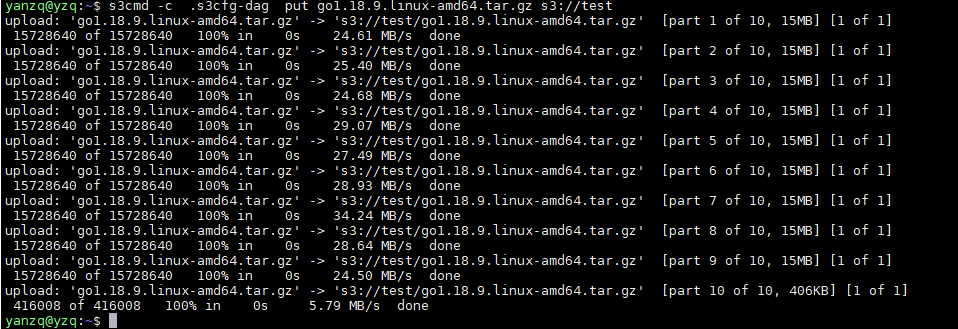 yanzq@yzq:~$ s3cmd -c  .s3cfg-dag  put go1.18.9.linux-amd64.tar.gz s3://test
upload: 'go1.18.9.linux-amd64.tar.gz' -> 's3://test/go1.18.9.linux-amd64.tar.gz'  [part 1 of 10, 15MB] [1 of 1]
 15728640 of 15728640   100% in    0s    24.61 MB/s  done
upload: 'go1.18.9.linux-amd64.tar.gz' -> 's3://test/go1.18.9.linux-amd64.tar.gz'  [part 2 of 10, 15MB] [1 of 1]
 15728640 of 15728640   100% in    0s    25.40 MB/s  done
upload: 'go1.18.9.linux-amd64.tar.gz' -> 's3://test/go1.18.9.linux-amd64.tar.gz'  [part 3 of 10, 15MB] [1 of 1]
 15728640 of 15728640   100% in    0s    24.68 MB/s  done
upload: 'go1.18.9.linux-amd64.tar.gz' -> 's3://test/go1.18.9.linux-amd64.tar.gz'  [part 4 of 10, 15MB] [1 of 1]
 15728640 of 15728640   100% in    0s    29.07 MB/s  done
upload: 'go1.18.9.linux-amd64.tar.gz' -> 's3://test/go1.18.9.linux-amd64.tar.gz'  [part 5 of 10, 15MB] [1 of 1]
 15728640 of 15728640   100% in    0s    27.49 MB/s  done
upload: 'go1.18.9.linux-amd64.tar.gz' -> 's3://test/go1.18.9.linux-amd64.tar.gz'  [part 6 of 10, 15MB] [1 of 1]
 15728640 of 15728640   100% in    0s    28.93 MB/s  done
upload: 'go1.18.9.linux-amd64.tar.gz' -> 's3://test/go1.18.9.linux-amd64.tar.gz'  [part 7 of 10, 15MB] [1 of 1]
 15728640 of 15728640   100% in    0s    34.24 MB/s  done
upload: 'go1.18.9.linux-amd64.tar.gz' -> 's3://test/go1.18.9.linux-amd64.tar.gz'  [part 8 of 10, 15MB] [1 of 1]
 15728640 of 15728640   100% in    0s    28.64 MB/s  done
upload: 'go1.18.9.linux-amd64.tar.gz' -> 's3://test/go1.18.9.linux-amd64.tar.gz'  [part 9 of 10, 15MB] [1 of 1]
 15728640 of 15728640   100% in    0s    24.50 MB/s  done
upload: 'go1.18.9.linux-amd64.tar.gz' -> 's3://test/go1.18.9.linux-amd64.tar.gz'  [part 10 of 10, 406KB] [1 of 1]
 416008 of 416008   100% in    0s     5.79 MB/s  done
yanzq@yzq:~$